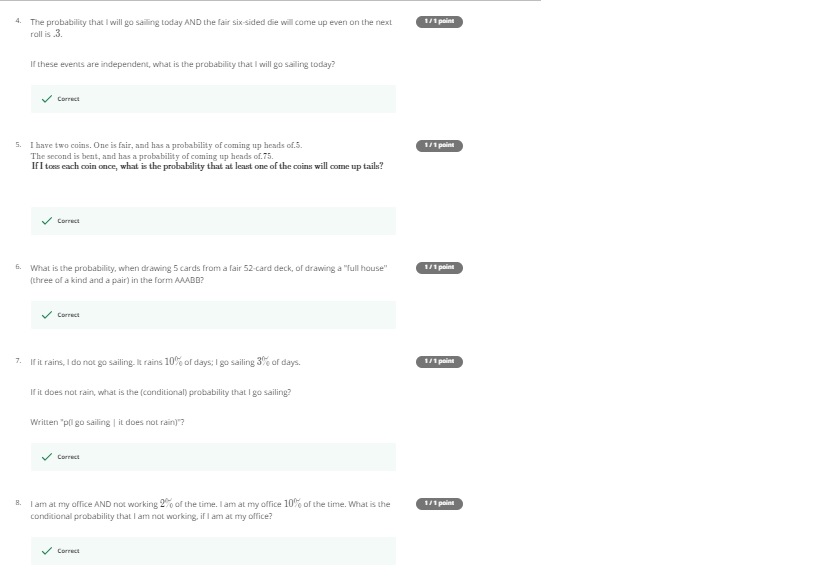 4. The probability that I will go sailing today AND the fair six-sided die will come up even on the next
1 / 1 point
roll is .3.
If these events are independent, what is the probability that I will go sailing today?
Correct
5. I have two coins. One is fair, and has a probability of coming up heads of.5.
1 / 1 point
The second is bent, and has a probability of coming up heads of.75.
If I toss each coin once, what is the probability that at least one of the coins will come up tails?
Correct
6. What is the probability, when drawing 5 cards from a fair 52-card deck, of drawing a "full house"
1 / 1 point
(three of a kind and a pair) in the form AAABB?
Correct
7. If it rains, I do not go sailing. It rains 10% of days; I go sailing 3% of days.
1 / 1 point
If it does not rain, what is the (conditional) probability that I go sailing?
Written "p(I go sailing | it does not rain)"?
Correct
8. I am at my office AND not working 2% of the time. I am at my office 10% of the time. What is the
1 / 1 point
conditional probability that I am not working, if I am at my office?
Correct